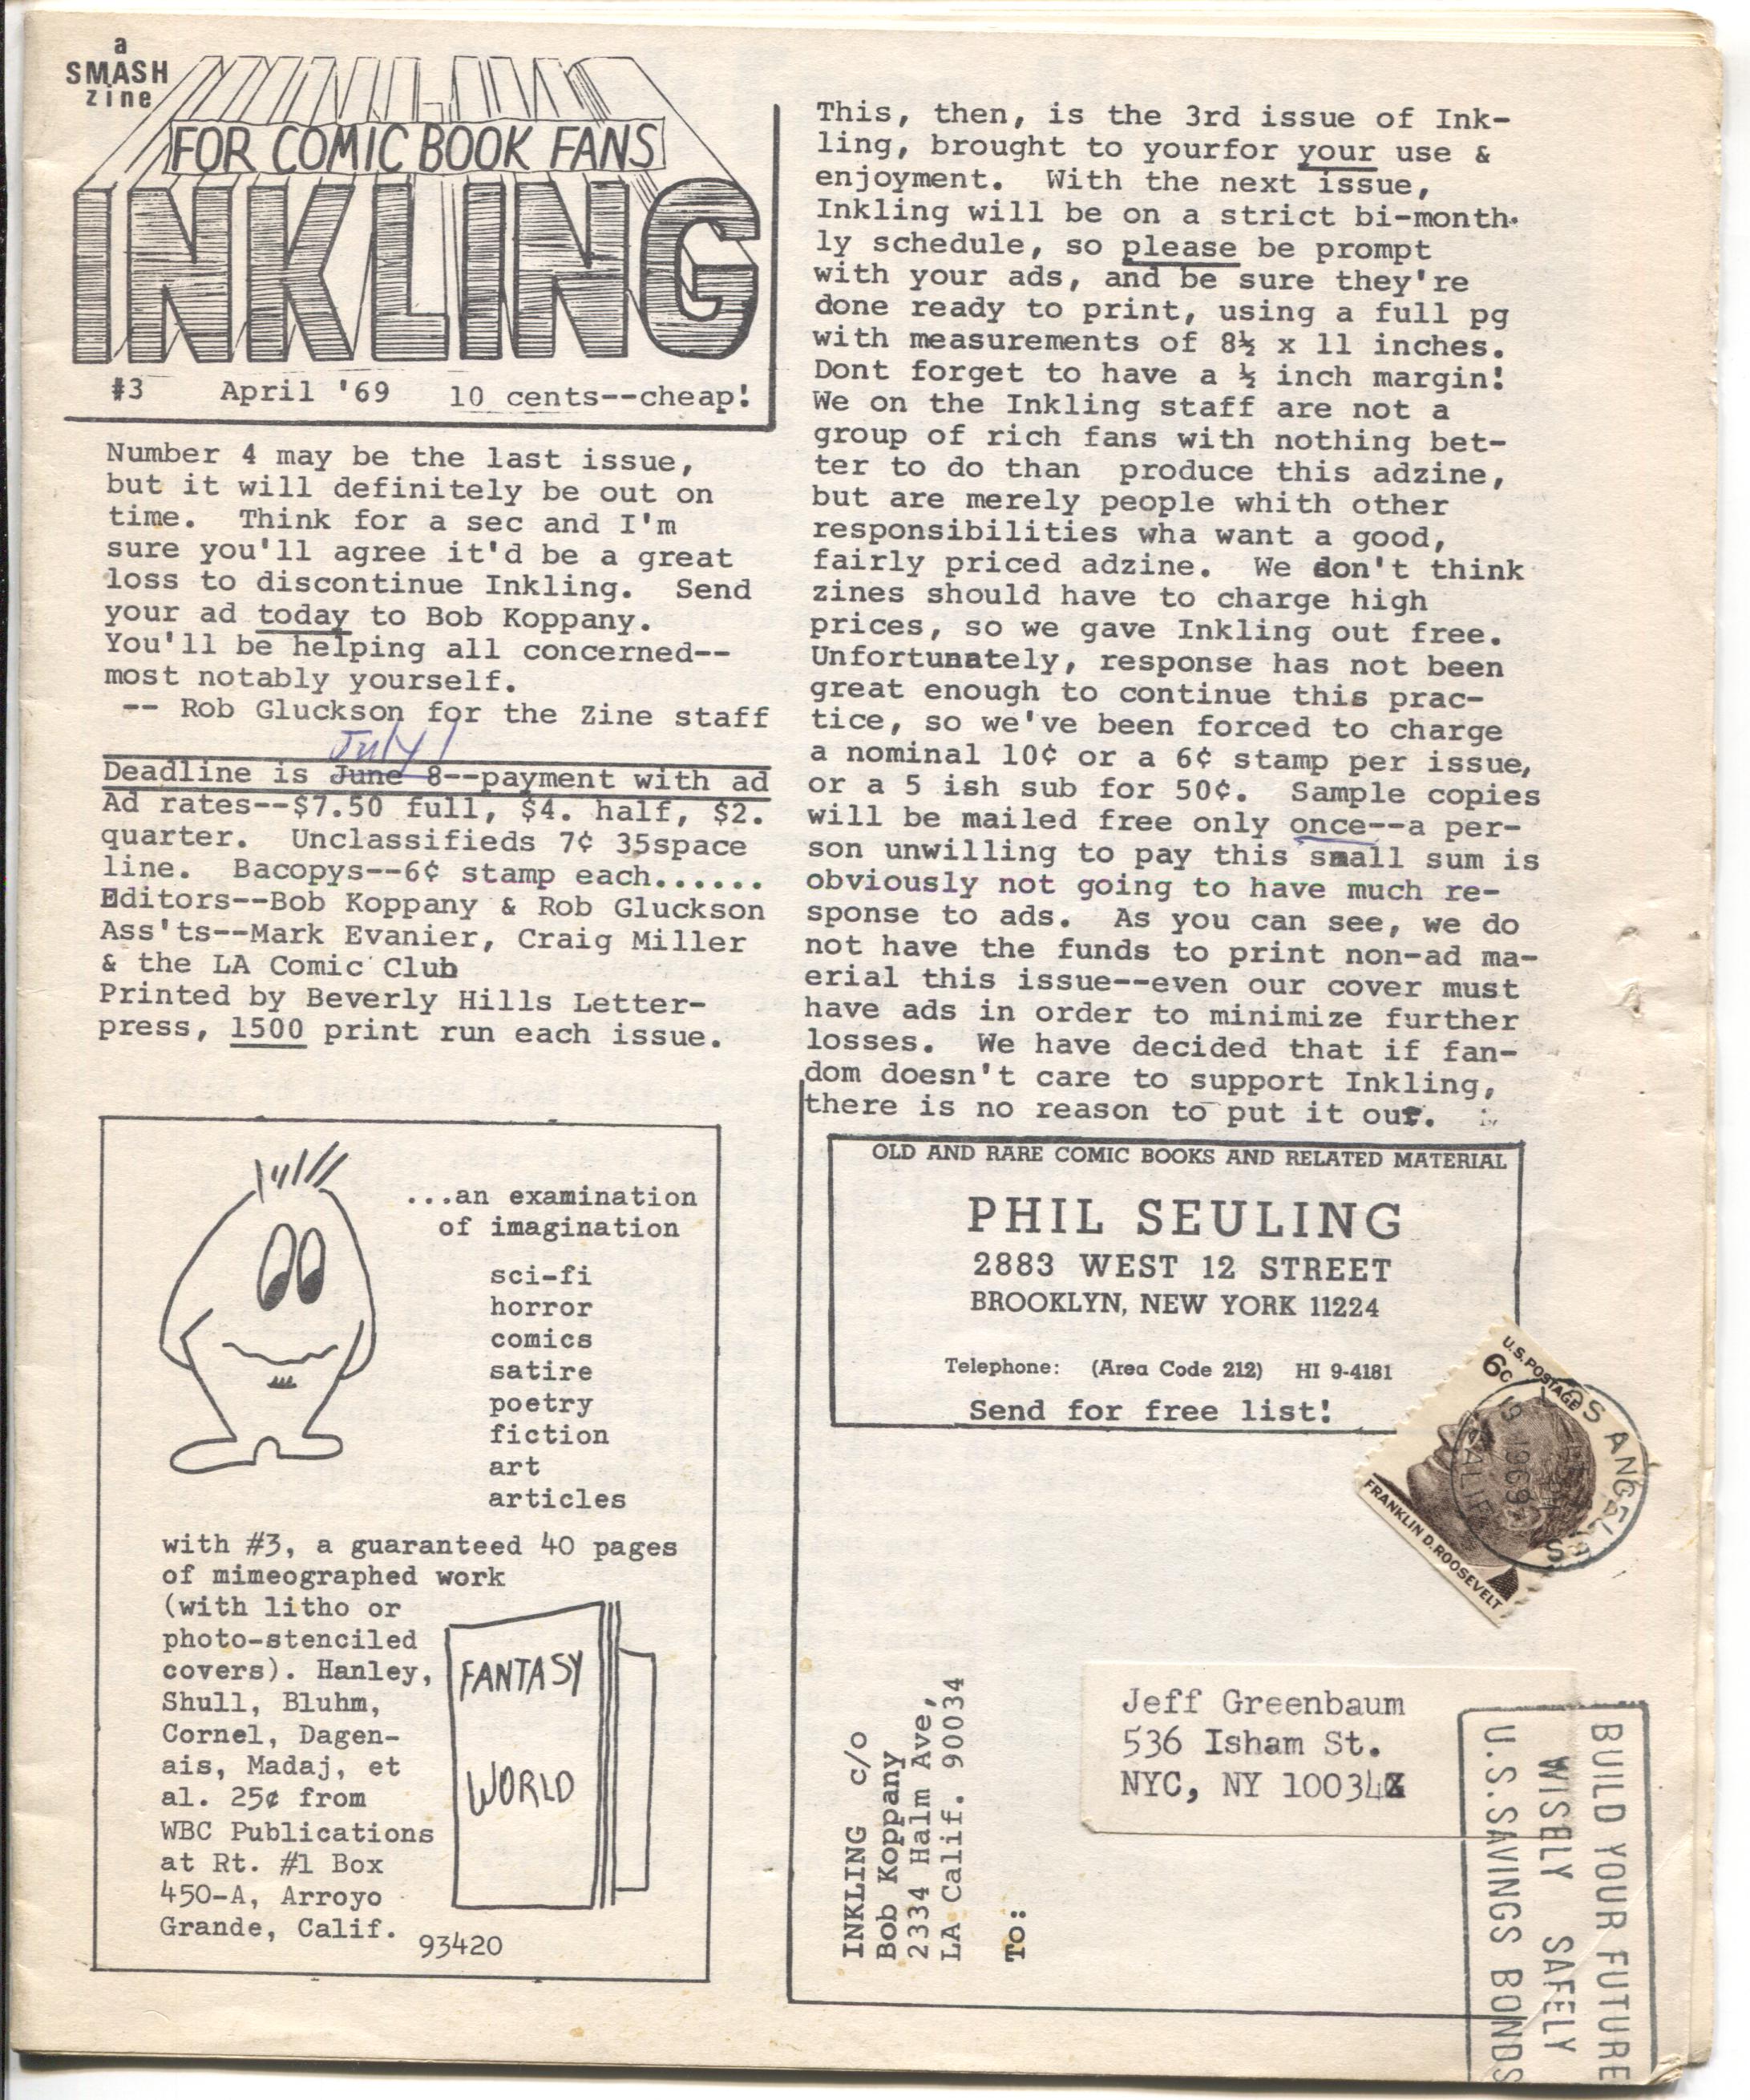 a
SMASH
zine
FOR COMIC BOOK FANS
INKLING
#3 April '69 10 cents--cheap!
Number 4 may be the last issue,
but it will definitely be out on
time. Think for a sec and I'm
sure you'll agree it'd be a great
loss to discontinue Inkling. Send
your ad today to Bob Koppany.
You'll be helping all concerned--
most notably yourself.
-- Rob Gluckson for the Zine staff
July 1
Deadline is June 8--payment with ad
Ad rates--$7.50 full, $4. half, $2.
quarter. Unclassifieds 7¢ 35space
line. Bacopys--6¢ stamp each......
Editors--Bob Koppany & Rob Gluckson
Ass'ts--Mark Evanier, Craig Miller
& the LA Comic Club
Printed by Beverly Hills Letter-
press, 1500 print run each issue.
This, then, is the 3rd issue of Ink-
ling, brought to yourfor your use &
enjoyment. With the next issue,
Inkling will be on a strict bi-month-
ly schedule, so please be prompt
with your ads, and be sure they're
done ready to print, using a full pg
with measurements of 8½ x 11 inches.
Dont forget to have a ½ inch margin!
We on the Inkling staff are not a
group of rich fans with nothing bet-
ter to do than produce this adzine,
but are merely people whith other
responsibilities wha want a good,
fairly priced adzine. We don't think
zines should have to charge high
prices, so we gave Inkling out free.
Unfortunately, response has not been
great enough to continue this prac-
tice, so we've been forced to charge
a nominal 10¢ or a 6¢ stamp per issue,
or a 5 ish sub for 50¢. Sample copies
will be mailed free only once--a per-
son unwilling to pay this small sum is
obviously not going to have much re-
sponse to ads. As you can see, we do
not have the funds to print non-ad ma-
erial this issue--even our cover must
have ads in order to minimize further
losses. We have decided that if fan-
dom doesn't care to support Inkling,
there is no reason to put it out.
...an examination
of imagination
sci-fi
horror
comics
satire
poetry
fiction
art
articles
with #3, a guaranteed 40 pages
of mimeographed work
(with litho or
photo-stenciled
covers). Hanley,
Shull, Bluhm,
Cornel, Dagen-
ais, Madaj, et
al. 25¢ from
WBC Publications
at Rt. #1 Box
450-A, Arroyo
Grande, Calif.
93420
FANTASY
WORLD
OLD AND RARE COMIC BOOKS AND RELATED MATERIAL
PHIL SEULING
2883 WEST 12 STREET
BROOKLYN, NEW YORK 11224
Telephone: (Area Code 212) HI 9-4181
Send for free list!
U.S. POSTAGE
6c
FRANKLIN D. ROOSEVELT
LOS ANGELES
CALIF
19
1969
INKLING c/o
Bob Koppany
2334 Halm Ave,
LA Calif. 90034
To:
Jeff Greenbaum
536 Isham St.
NYC, NY 10034
BUILD YOUR FUTURE
WISELY SAFELY
U.S. SAVINGS BONDS